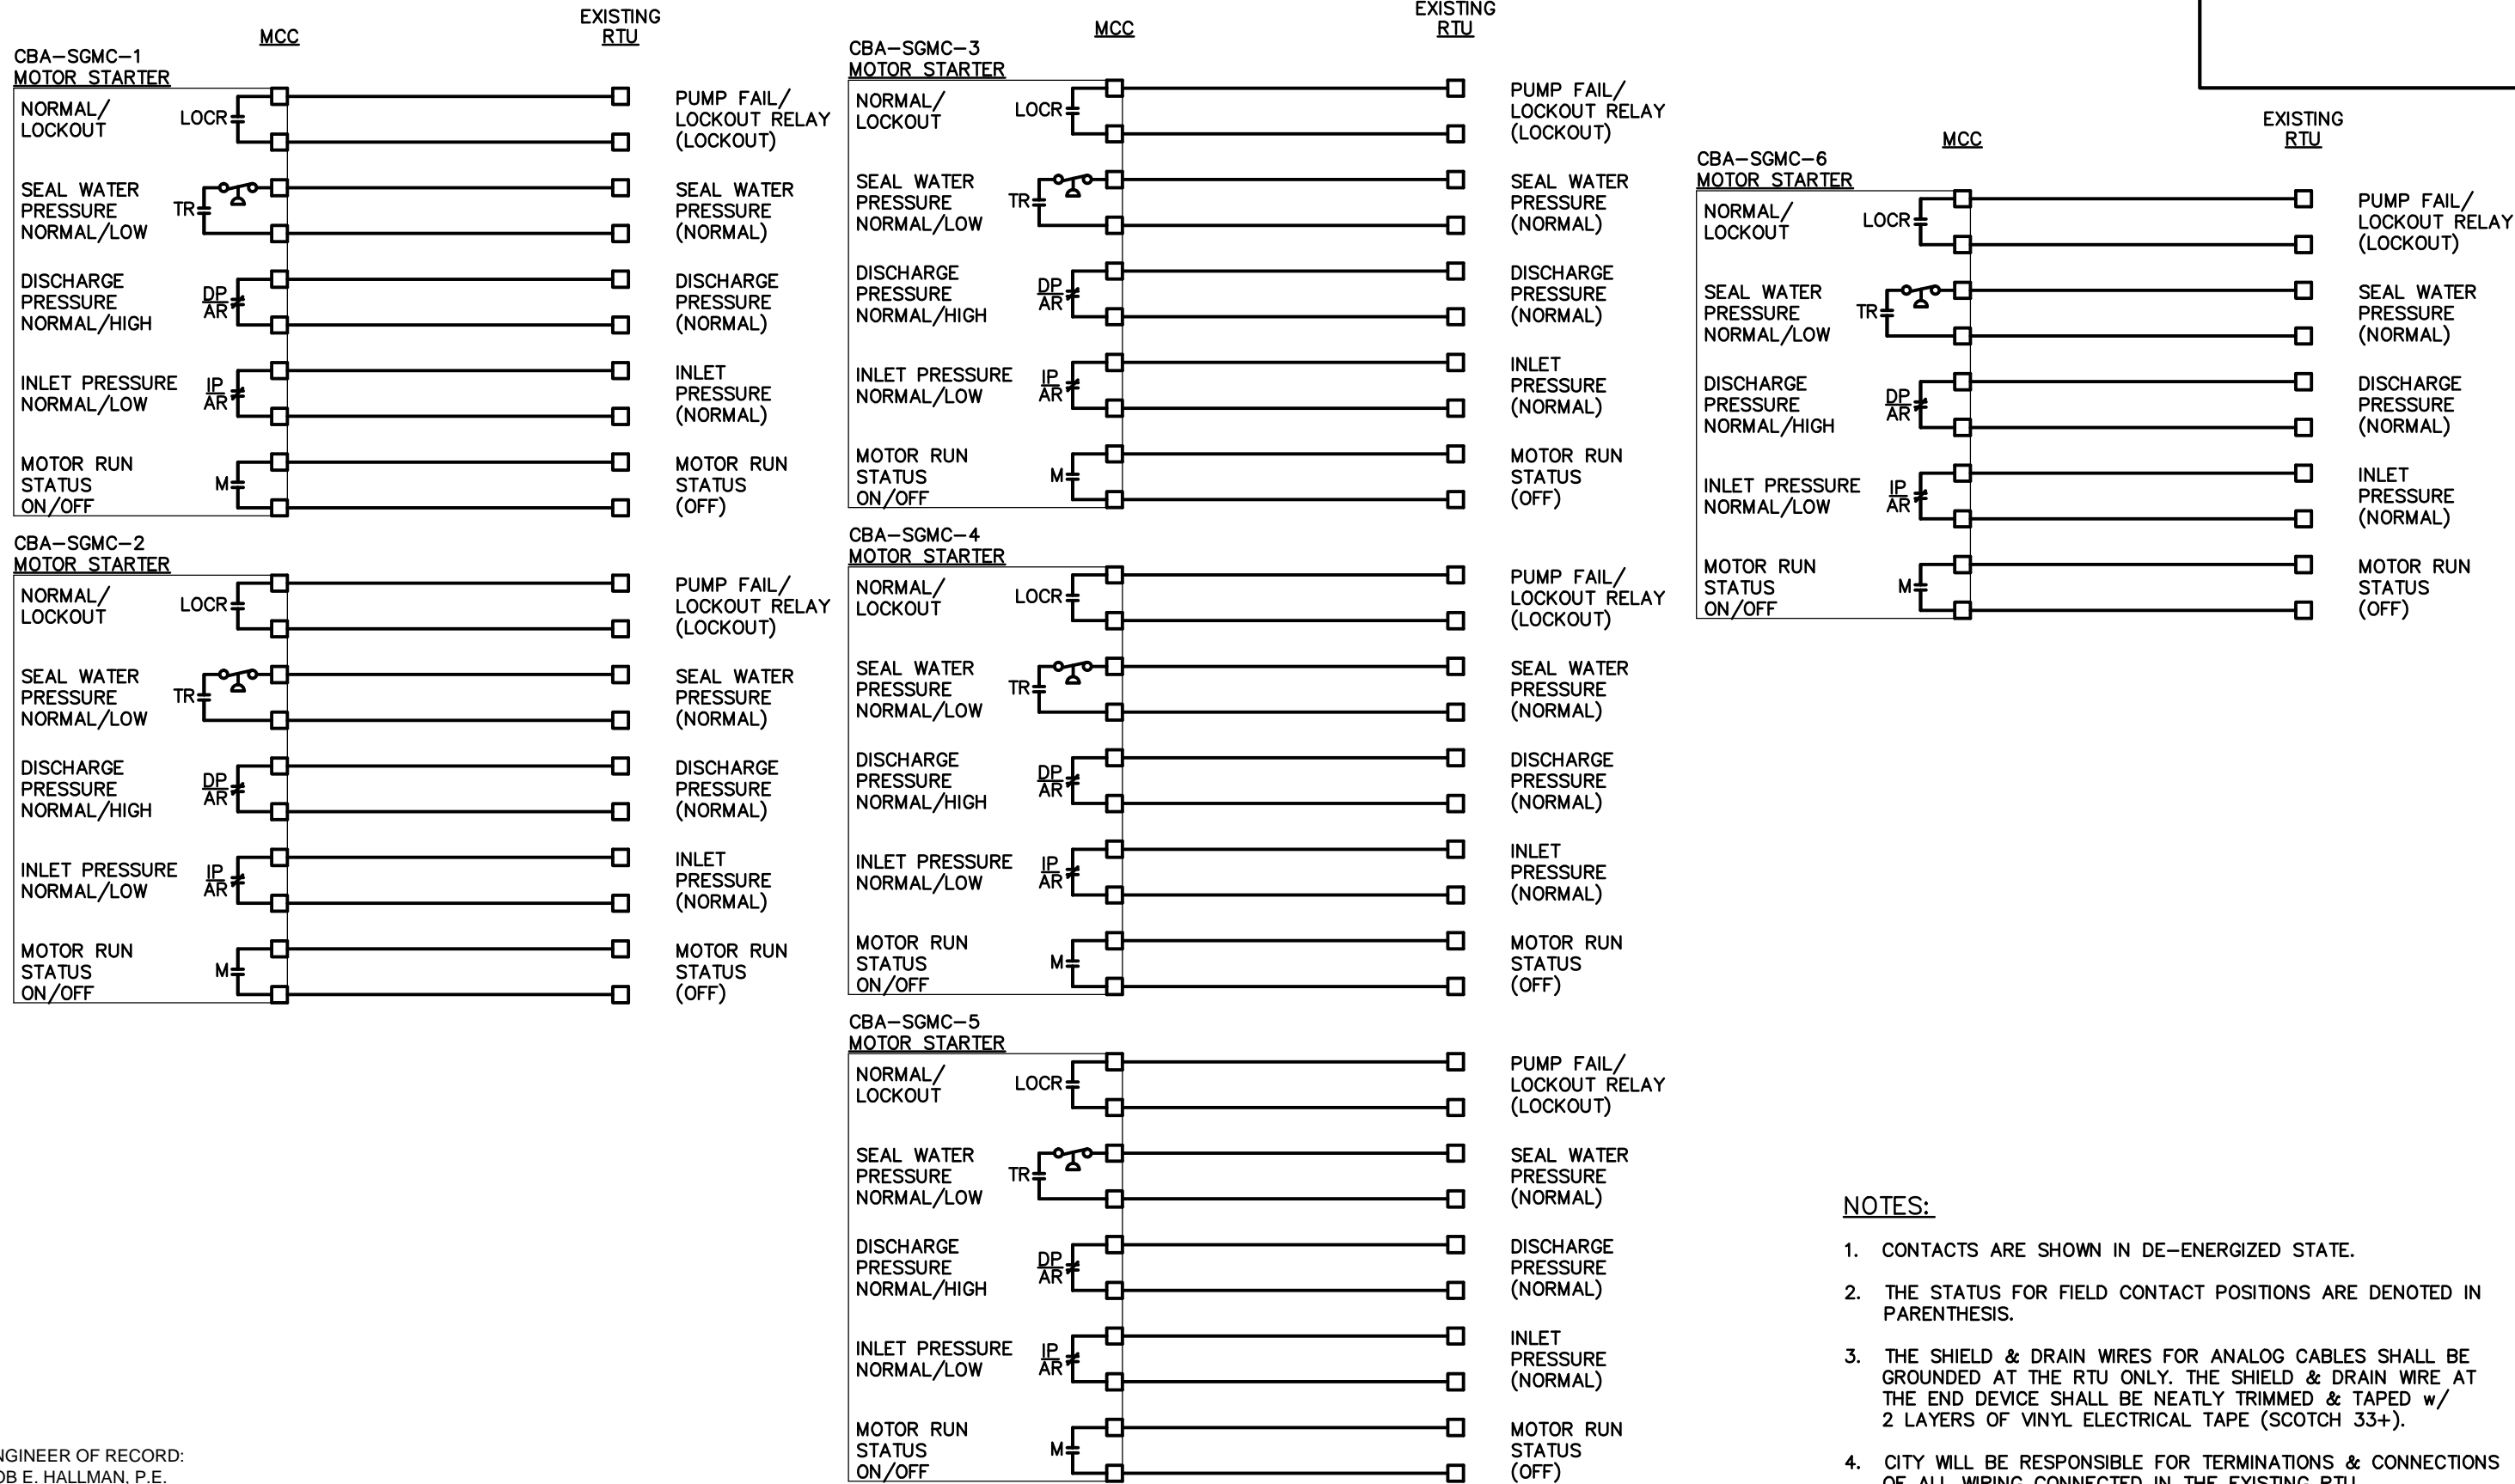 MCC
EXISTING
RTU
CBA-SGMC-1
MOTOR STARTER
NORMAL/
LOCKOUT
LOCR
PUMP FAIL/
LOCKOUT RELAY
(LOCKOUT)
SEAL WATER
PRESSURE
NORMAL/LOW
TR
SEAL WATER
PRESSURE
(NORMAL)
DISCHARGE
PRESSURE
NORMAL/HIGH
DP
AR
DISCHARGE
PRESSURE
(NORMAL)
INLET PRESSURE
NORMAL/LOW
IP
AR
INLET
PRESSURE
(NORMAL)
MOTOR RUN
STATUS
ON/OFF
M
MOTOR RUN
STATUS
(OFF)
CBA-SGMC-2
MOTOR STARTER
NORMAL/
LOCKOUT
LOCR
PUMP FAIL/
LOCKOUT RELAY
(LOCKOUT)
SEAL WATER
PRESSURE
NORMAL/LOW
TR
SEAL WATER
PRESSURE
(NORMAL)
DISCHARGE
PRESSURE
NORMAL/HIGH
DP
AR
DISCHARGE
PRESSURE
(NORMAL)
INLET PRESSURE
NORMAL/LOW
IP
AR
INLET
PRESSURE
(NORMAL)
MOTOR RUN
STATUS
ON/OFF
M
MOTOR RUN
STATUS
(OFF)
MCC
EXISTING
RTU
CBA-SGMC-3
MOTOR STARTER
NORMAL/
LOCKOUT
LOCR
PUMP FAIL/
LOCKOUT RELAY
(LOCKOUT)
SEAL WATER
PRESSURE
NORMAL/LOW
TR
SEAL WATER
PRESSURE
(NORMAL)
DISCHARGE
PRESSURE
NORMAL/HIGH
DP
AR
DISCHARGE
PRESSURE
(NORMAL)
INLET PRESSURE
NORMAL/LOW
IP
AR
INLET
PRESSURE
(NORMAL)
MOTOR RUN
STATUS
ON/OFF
M
MOTOR RUN
STATUS
(OFF)
CBA-SGMC-4
MOTOR STARTER
NORMAL/
LOCKOUT
LOCR
PUMP FAIL/
LOCKOUT RELAY
(LOCKOUT)
SEAL WATER
PRESSURE
NORMAL/LOW
TR
SEAL WATER
PRESSURE
(NORMAL)
DISCHARGE
PRESSURE
NORMAL/HIGH
DP
AR
DISCHARGE
PRESSURE
(NORMAL)
INLET PRESSURE
NORMAL/LOW
IP
AR
INLET
PRESSURE
(NORMAL)
MOTOR RUN
STATUS
ON/OFF
M
MOTOR RUN
STATUS
(OFF)
CBA-SGMC-5
MOTOR STARTER
NORMAL/
LOCKOUT
LOCR
PUMP FAIL/
LOCKOUT RELAY
(LOCKOUT)
SEAL WATER
PRESSURE
NORMAL/LOW
TR
SEAL WATER
PRESSURE
(NORMAL)
DISCHARGE
PRESSURE
NORMAL/HIGH
DP
AR
DISCHARGE
PRESSURE
(NORMAL)
INLET PRESSURE
NORMAL/LOW
IP
AR
INLET
PRESSURE
(NORMAL)
MOTOR RUN
STATUS
ON/OFF
M
MOTOR RUN
STATUS
(OFF)
MCC
EXISTING
RTU
CBA-SGMC-6
MOTOR STARTER
NORMAL/
LOCKOUT
LOCR
PUMP FAIL/
LOCKOUT RELAY
(LOCKOUT)
SEAL WATER
PRESSURE
NORMAL/LOW
TR
SEAL WATER
PRESSURE
(NORMAL)
DISCHARGE
PRESSURE
NORMAL/HIGH
DP
AR
DISCHARGE
PRESSURE
(NORMAL)
INLET PRESSURE
NORMAL/LOW
IP
AR
INLET
PRESSURE
(NORMAL)
MOTOR RUN
STATUS
ON/OFF
M
MOTOR RUN
STATUS
(OFF)
NOTES:
1. CONTACTS ARE SHOWN IN DE-ENERGIZED STATE.
2. THE STATUS FOR FIELD CONTACT POSITIONS ARE DENOTED IN
PARENTHESIS.
3. THE SHIELD & DRAIN WIRES FOR ANALOG CABLES SHALL BE
GROUNDED AT THE RTU ONLY. THE SHIELD & DRAIN WIRE AT
THE END DEVICE SHALL BE NEATLY TRIMMED & TAPED w/
2 LAYERS OF VINYL ELECTRICAL TAPE (SCOTCH 33+).
4. CITY WILL BE RESPONSIBLE FOR TERMINATIONS & CONNECTIONS
OF ALL WIRING CONNECTED IN THE EXISTING RTU
NGINEER OF RECORD:
OB E. HALLMAN, P.E.